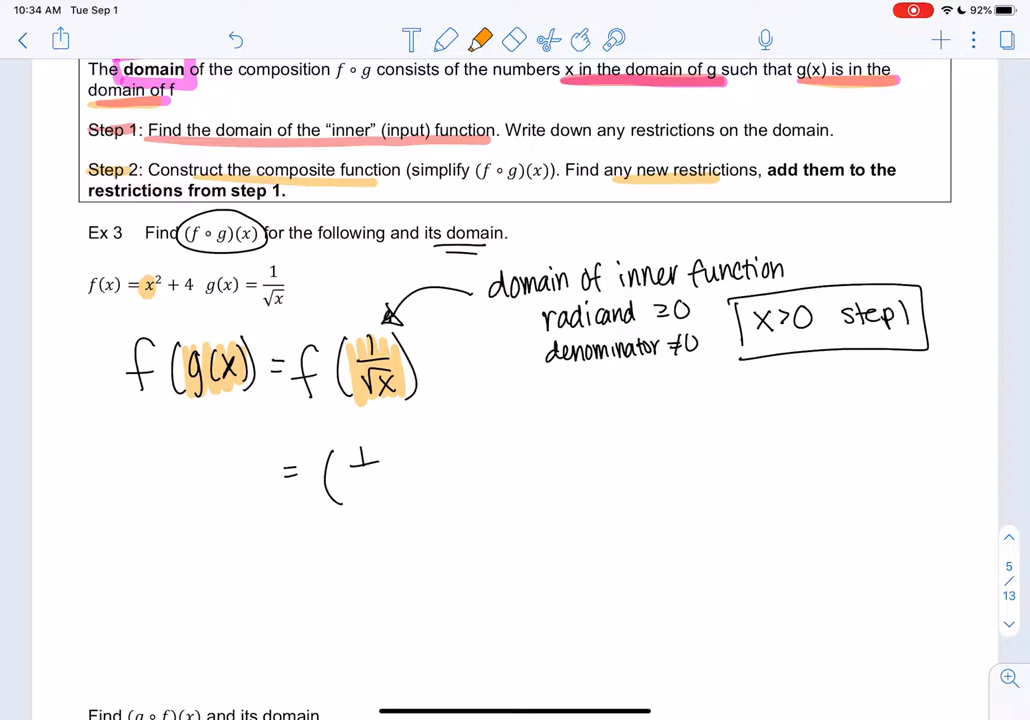 10:34 AM Tue Sep 1 92%
The domain of the composition f ∘ g consists of the numbers x in the domain of g such that g(x) is in the
domain of f
Step 1: Find the domain of the “inner” (input) function. Write down any restrictions on the domain.
Step 2: Construct the composite function (simplify (f ∘ g)(x)). Find any new restrictions, add them to the
restrictions from step 1.
Ex 3 Find (f ∘ g)(x) for the following and its domain.
f(x) = x² + 4 g(x) = 1/√x
domain of inner function
radicand ≥0
denominator ≠0
x>0 step 1
f(g(x)) = f(1/√x)
= (1
5
/
13
Find (g ∘ f)(x) and its domain